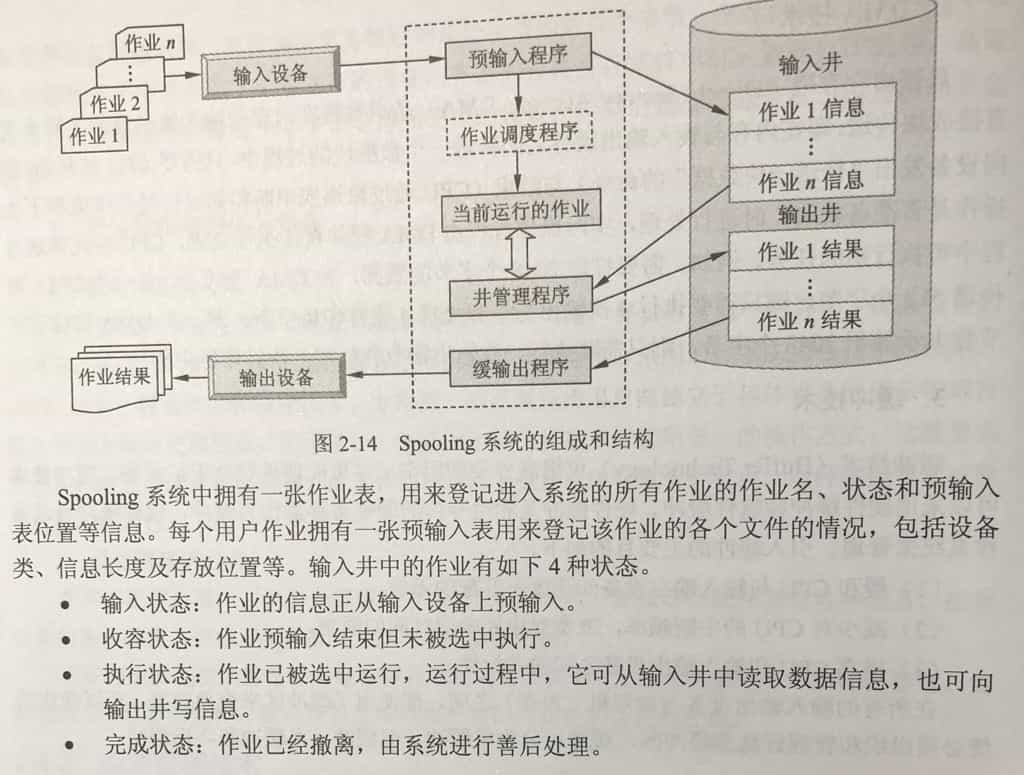 作业 n
⋮
作业 2
作业 1
输入设备
预输入程序
作业调度程序
当前运行的作业
井管理程序
缓输出程序
输入井
作业 1 信息
⋮
作业 n 信息
输出井
作业 1 结果
⋮
作业 n 结果
作业结果
输出设备
图 2-14 Spooling 系统的组成和结构
Spooling 系统中拥有一张作业表，用来登记进入系统的所有作业的作业名、状态和预输入
表位置等信息。每个用户作业拥有一张预输入表用来登记该作业的各个文件的情况，包括设备
类、信息长度及存放位置等。输入井中的作业有如下 4 种状态。
• 输入状态：作业的信息正从输入设备上预输入。
• 收容状态：作业预输入结束但未被选中执行。
• 执行状态：作业已被选中运行，运行过程中，它可从输入井中读取数据信息，也可向
输出井写信息。
• 完成状态：作业已经撤离，由系统进行善后处理。